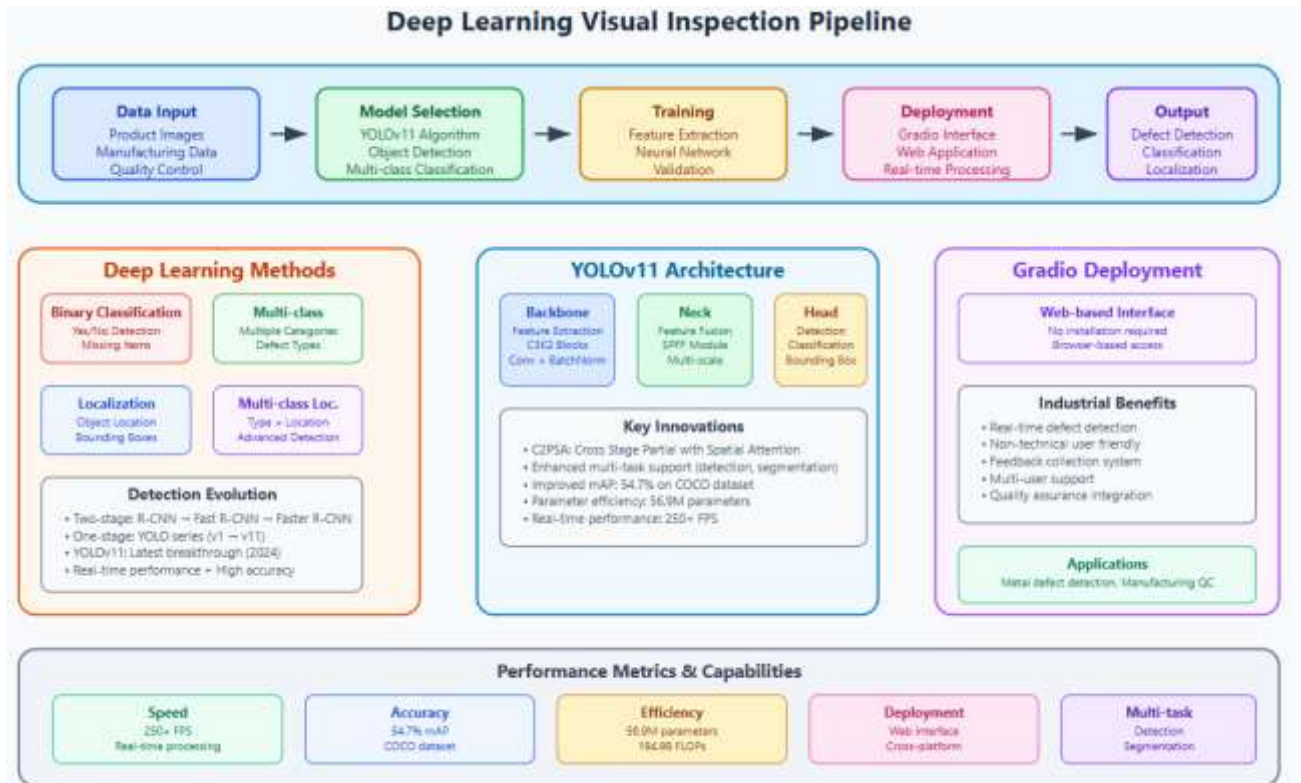 Deep Learning Visual Inspection Pipeline
Data Input
Product Images
Manufacturing Data
Quality Control
Model Selection
YOLOv11 Algorithm
Object Detection
Multi-class Classification
Training
Feature Extraction
Neural Network
Validation
Deployment
Gradio Interface
Web Application
Real-time Processing
Output
Defect Detection
Classification
Localization
Deep Learning Methods
Binary Classification
Yes/No Detection
Missing Items
Multi-class
Multiple Categories
Defect Types
Localization
Object Location
Bounding Boxes
Multi-class Loc.
Type + Location
Advanced Detection
Detection Evolution
• Two-stage: R-CNN → Fast R-CNN → Faster R-CNN
• One-stage: YOLO series (v1 → v11)
• YOLOv11: Latest breakthrough (2024)
• Real-time performance + High accuracy
YOLOv11 Architecture
Backbone
Feature Extraction
C3K2 Blocks
Conv + BatchNorm
Neck
Feature Fusion
SPFF Module
Multi-scale
Head
Detection
Classification
Bounding Box
Key Innovations
• C2PSA: Cross Stage Partial with Spatial Attention
• Enhanced multi-task support (detection, segmentation)
• Improved mAP: 54.7% on COCO dataset
• Parameter efficiency: 56.9M parameters
• Real-time performance: 250+ FPS
Gradio Deployment
Web-based Interface
No installation required
Browser-based access
Industrial Benefits
• Real-time defect detection
• Non-technical user friendly
• Feedback collection system
• Multi-user support
• Quality assurance integration
Applications
Metal defect detection, Manufacturing QC
Performance Metrics & Capabilities
Speed
250+ FPS
Real-time processing
Accuracy
54.7% mAP
COCO dataset
Efficiency
56.9M parameters
FLOPs
Deployment
Web interface
Cross-platform
Multi-task
Detection
Segmentation